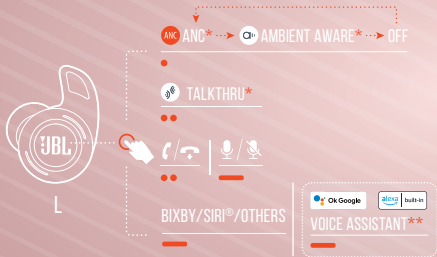 ANC ANC* AMBIENT AWARE* OFF
TALKTHRU*
JBL
L
BIXBY/SIRI®/OTHERS
Ok Google alexa built-in
VOICE ASSISTANT**